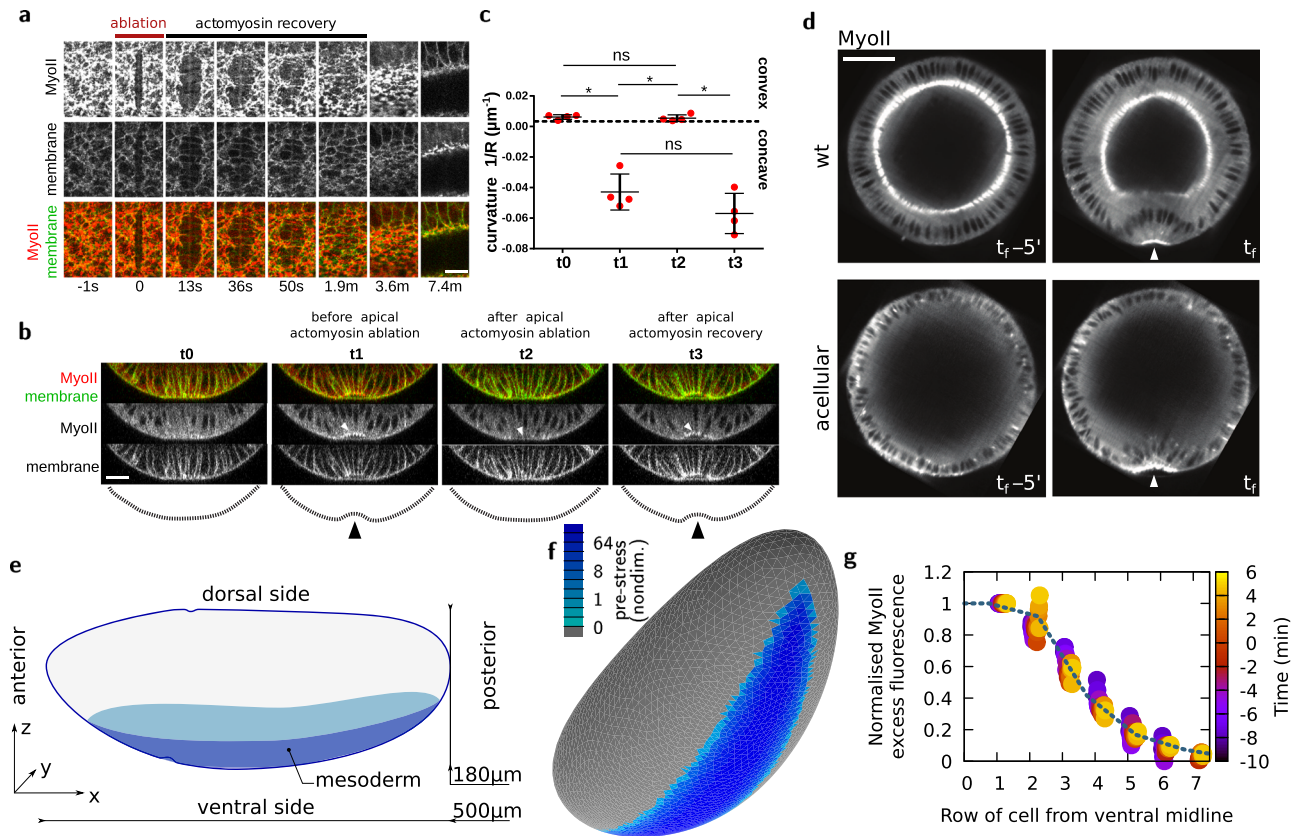 a
ablation
actomyosin recovery
MyoII
membrane
MyoII
membrane
-1s 0 13s 36s 50s 1.9m 3.6m 7.4m
b
before apical
actomyosin ablation
after apical
actomyosin ablation
after apical
actomyosin recovery
t0 t1 t2 t3
MyoII
membrane
MyoII
membrane
c
ns
* * *
ns
convex
concave
curvature 1/R (µm⁻¹)
0.02
0.00
-0.02
-0.04
-0.06
-0.08
t0 t1 t2 t3
d
MyoII
wt
tf–5'
tf
acellular
tf–5'
tf
e
dorsal side
anterior
posterior
z
y
x
mesoderm
ventral side
180µm
500µm
f
64
8
1
0
pre-stress
(nondim.)
g
Normalised MyoII
excess fluorescence
1.2
1
0.8
0.6
0.4
0.2
0
0 1 2 3 4 5 6 7
Row of cell from ventral midline
6
4
2
0
-2
-4
-6
-8
-10
Time (min)